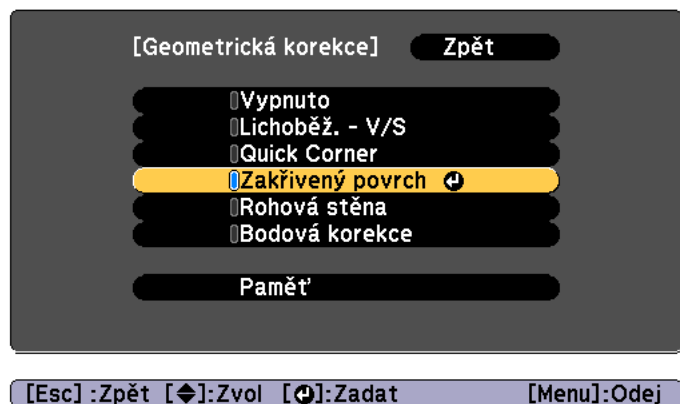 [Geometrická korekce] Zpět
Vypnuto
Lichoběž. - V/S
Quick Corner
Zakřivený povrch
Rohová stěna
Bodová korekce
Paměť
[Esc] :Zpět [◆]:Zvol [⏎]:Zadat [Menu]:Odej